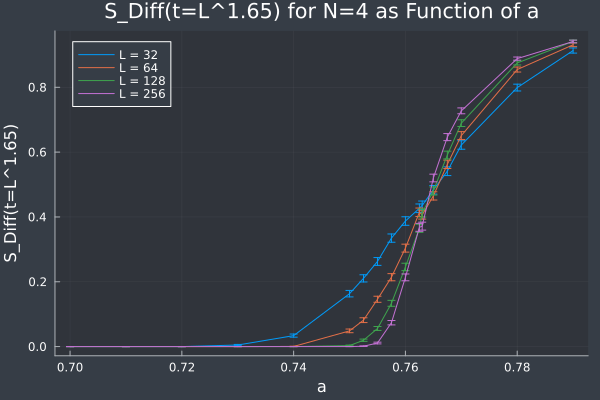 S_Diff(t=L^1.65) for N=4 as Function of a
L = 32
L = 64
L = 128
L = 256
S_Diff(t=L^1.65)
0.8
0.6
0.4
0.2
0.0
0.70
0.72
0.74
0.76
0.78
a